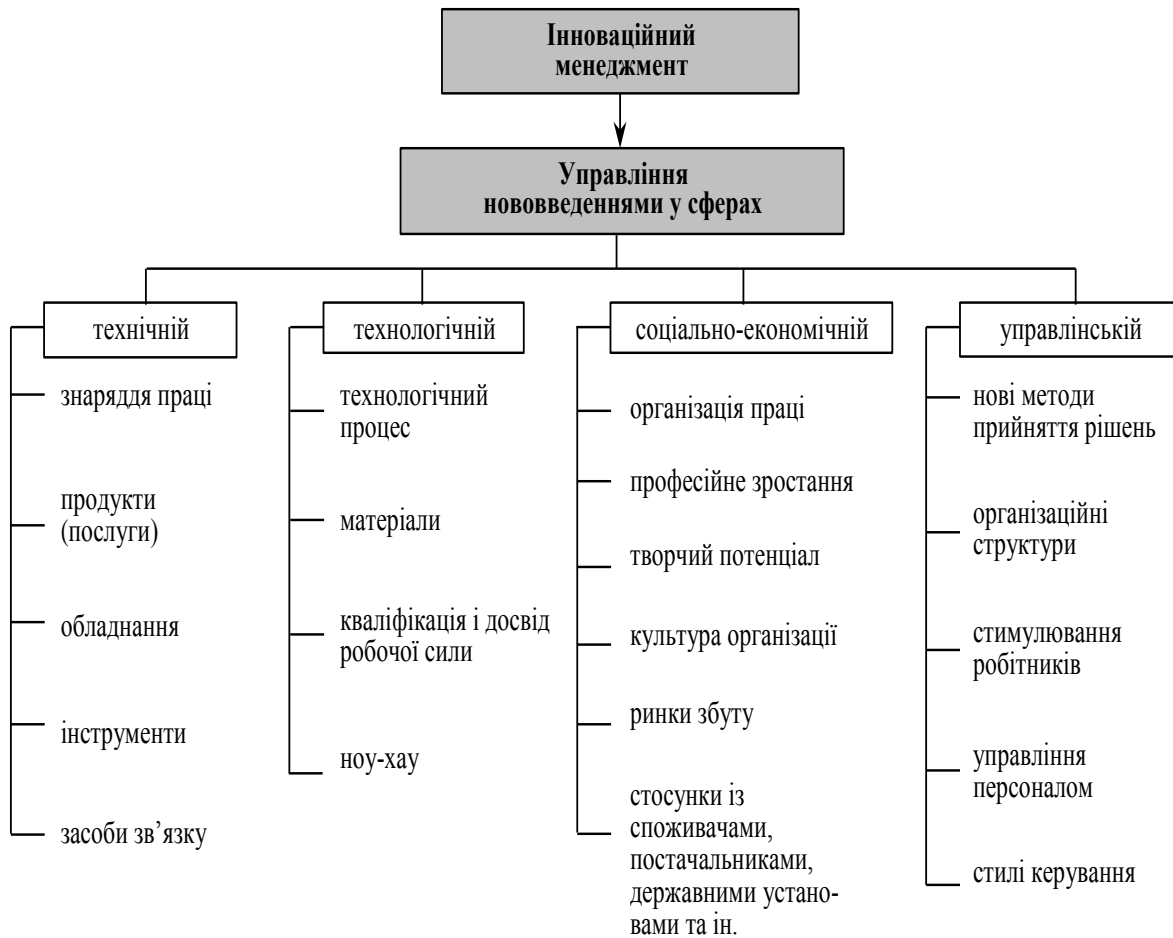 Інноваційний
менеджмент
Управління
нововведеннями у сферах
технічній
знаряддя праці
продукти
(послуги)
обладнання
інструменти
засоби зв’язку
технологічній
технологічний
процес
матеріали
кваліфікація і досвід
робочої сили
ноу-хау
соціально-економічній
організація праці
професійне зростання
творчий потенціал
культура організації
ринки збуту
стосунки із
споживачами,
постачальниками,
державними устано-
вами та ін.
управлінській
нові методи
прийняття рішень
організаційні
структури
стимулювання
робітників
управління
персоналом
стилі керування